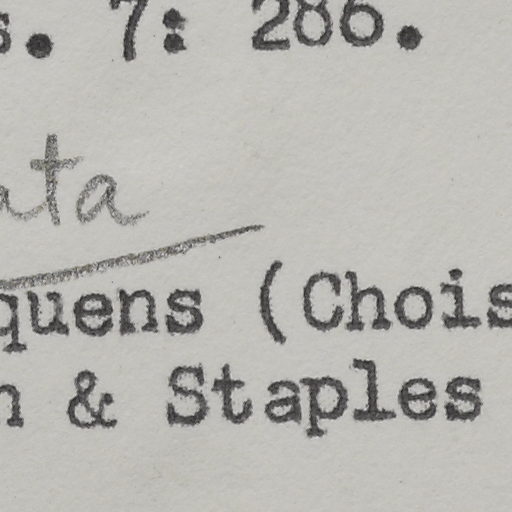 s. 7: 286.
ata
quens (Chois
n & Staples